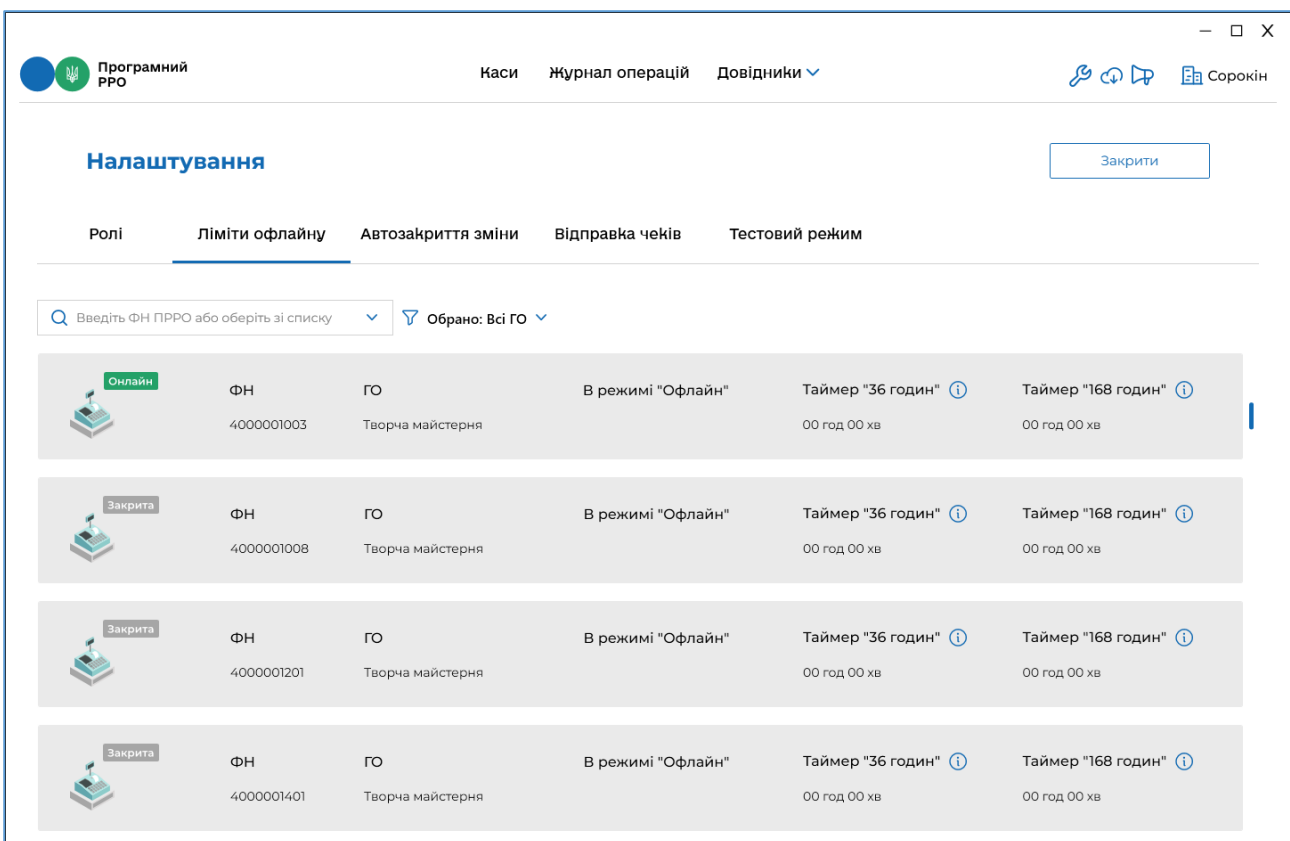 Програмний
РРО
Каси Журнал операцій Довідники
Сорокін
Налаштування
Закрити
Ролі Ліміти офлайну Автозакриття зміни Відправка чеків Тестовий режим
Введіть ФН ПРРО або оберіть зі списку Обрано: Всі ГО
Онлайн
ФН ГО В режимі "Офлайн" Таймер "36 годин" Таймер "168 годин"
4000001003 Творча майстерня 00 год 00 хв 00 год 00 хв
Закрита
ФН ГО В режимі "Офлайн" Таймер "36 годин" Таймер "168 годин"
4000001008 Творча майстерня 00 год 00 хв 00 год 00 хв
Закрита
ФН ГО В режимі "Офлайн" Таймер "36 годин" Таймер "168 годин"
4000001201 Творча майстерня 00 год 00 хв 00 год 00 хв
Закрита
ФН ГО В режимі "Офлайн" Таймер "36 годин" Таймер "168 годин"
4000001401 Творча майстерня 00 год 00 хв 00 год 00 хв